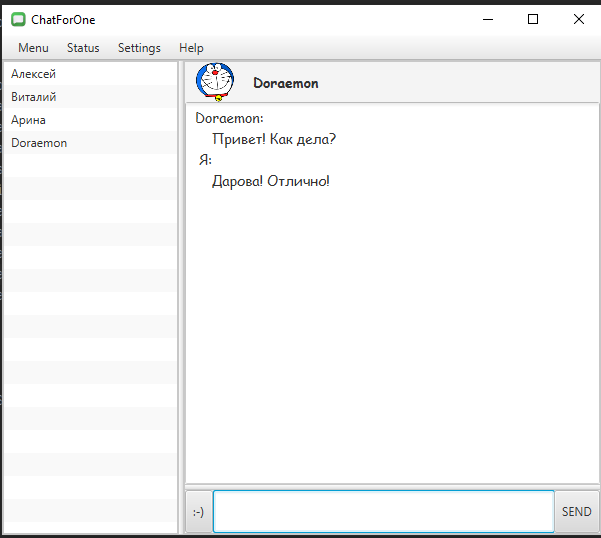 ChatForOne
Menu Status Settings Help
Алексей
Виталий
Арина
Doraemon
Doraemon
Doraemon:
Привет! Как дела?
Я:
Дарова! Отлично!
:-)
SEND